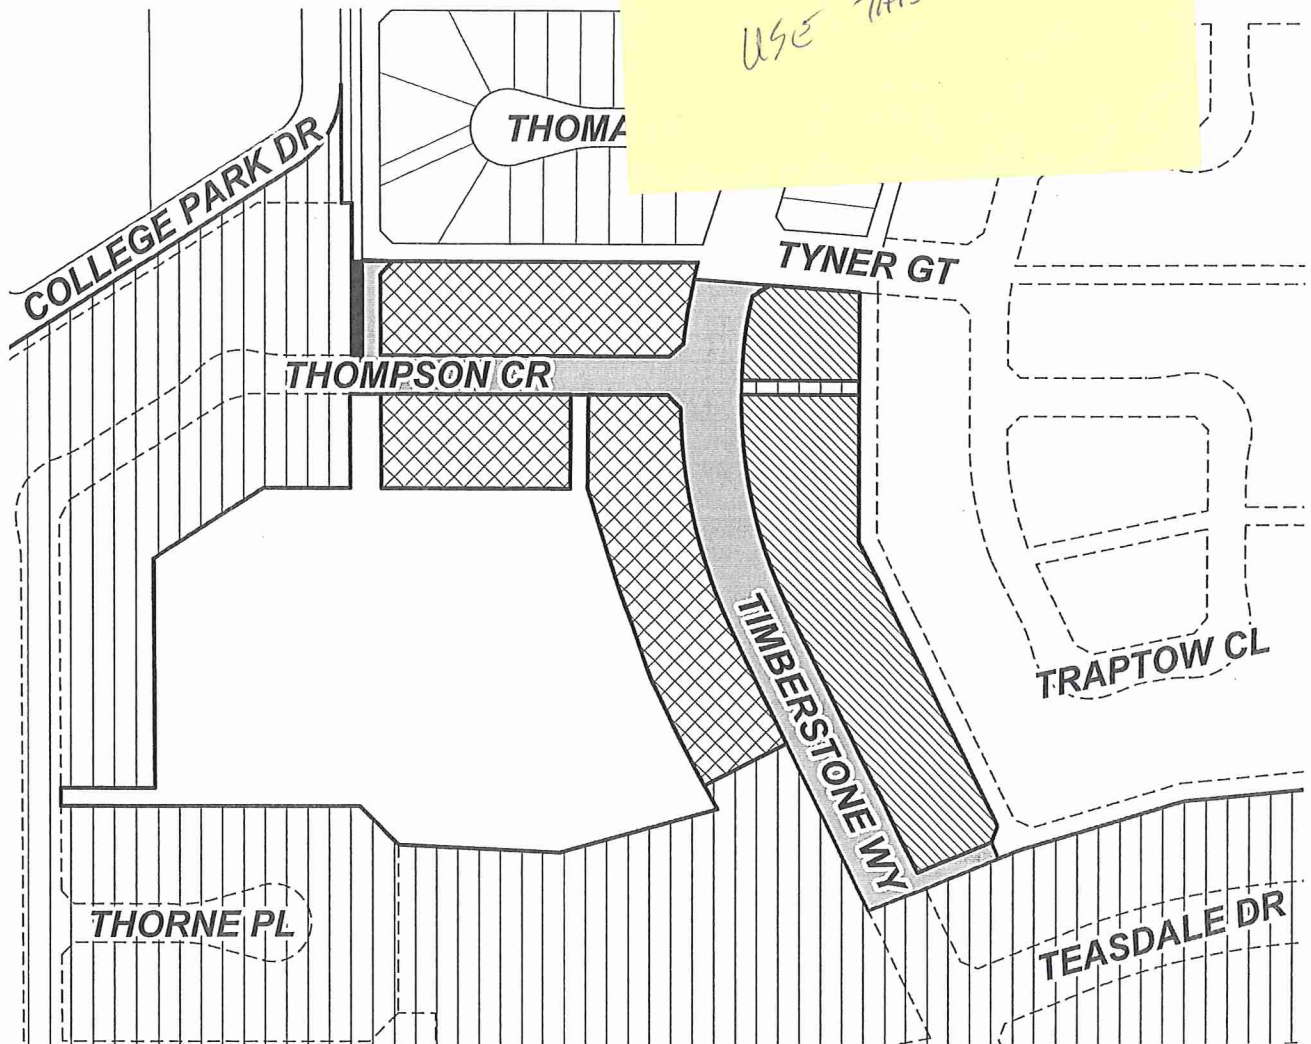 USE
THOMA
COLLEGE PARK DR
TYNER GT
THOMPSON CR
TIMBERSTONE WY
TRAPTOW CL
THORNE PL
TEASDALE DR